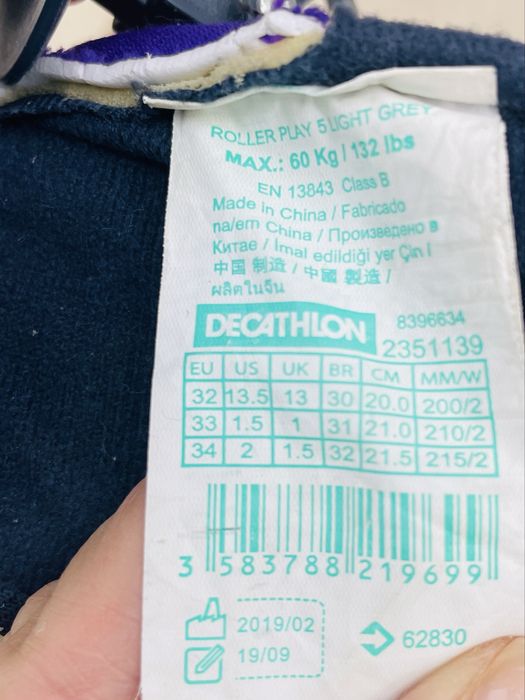 ROLLER PLAY 5 LIGHT GREY
MAX.: 60 Kg / 132 lbs
EN 13843 Class B
Made in China / Fabricado
na/em China / Произведено в
Китае / İmal edildiği yer Çin /
中国 制造 / 中國 製造 /
ผลิตในจีน
DECATHLON 8396634
2351139
EU US UK BR CM MM/W
32 13.5 13 30 20.0 200/2
33 1.5 1 31 21.0 210/2
34 2 1.5 32 21.5 215/2
3 583788 219699
2019/02
19/09
62830